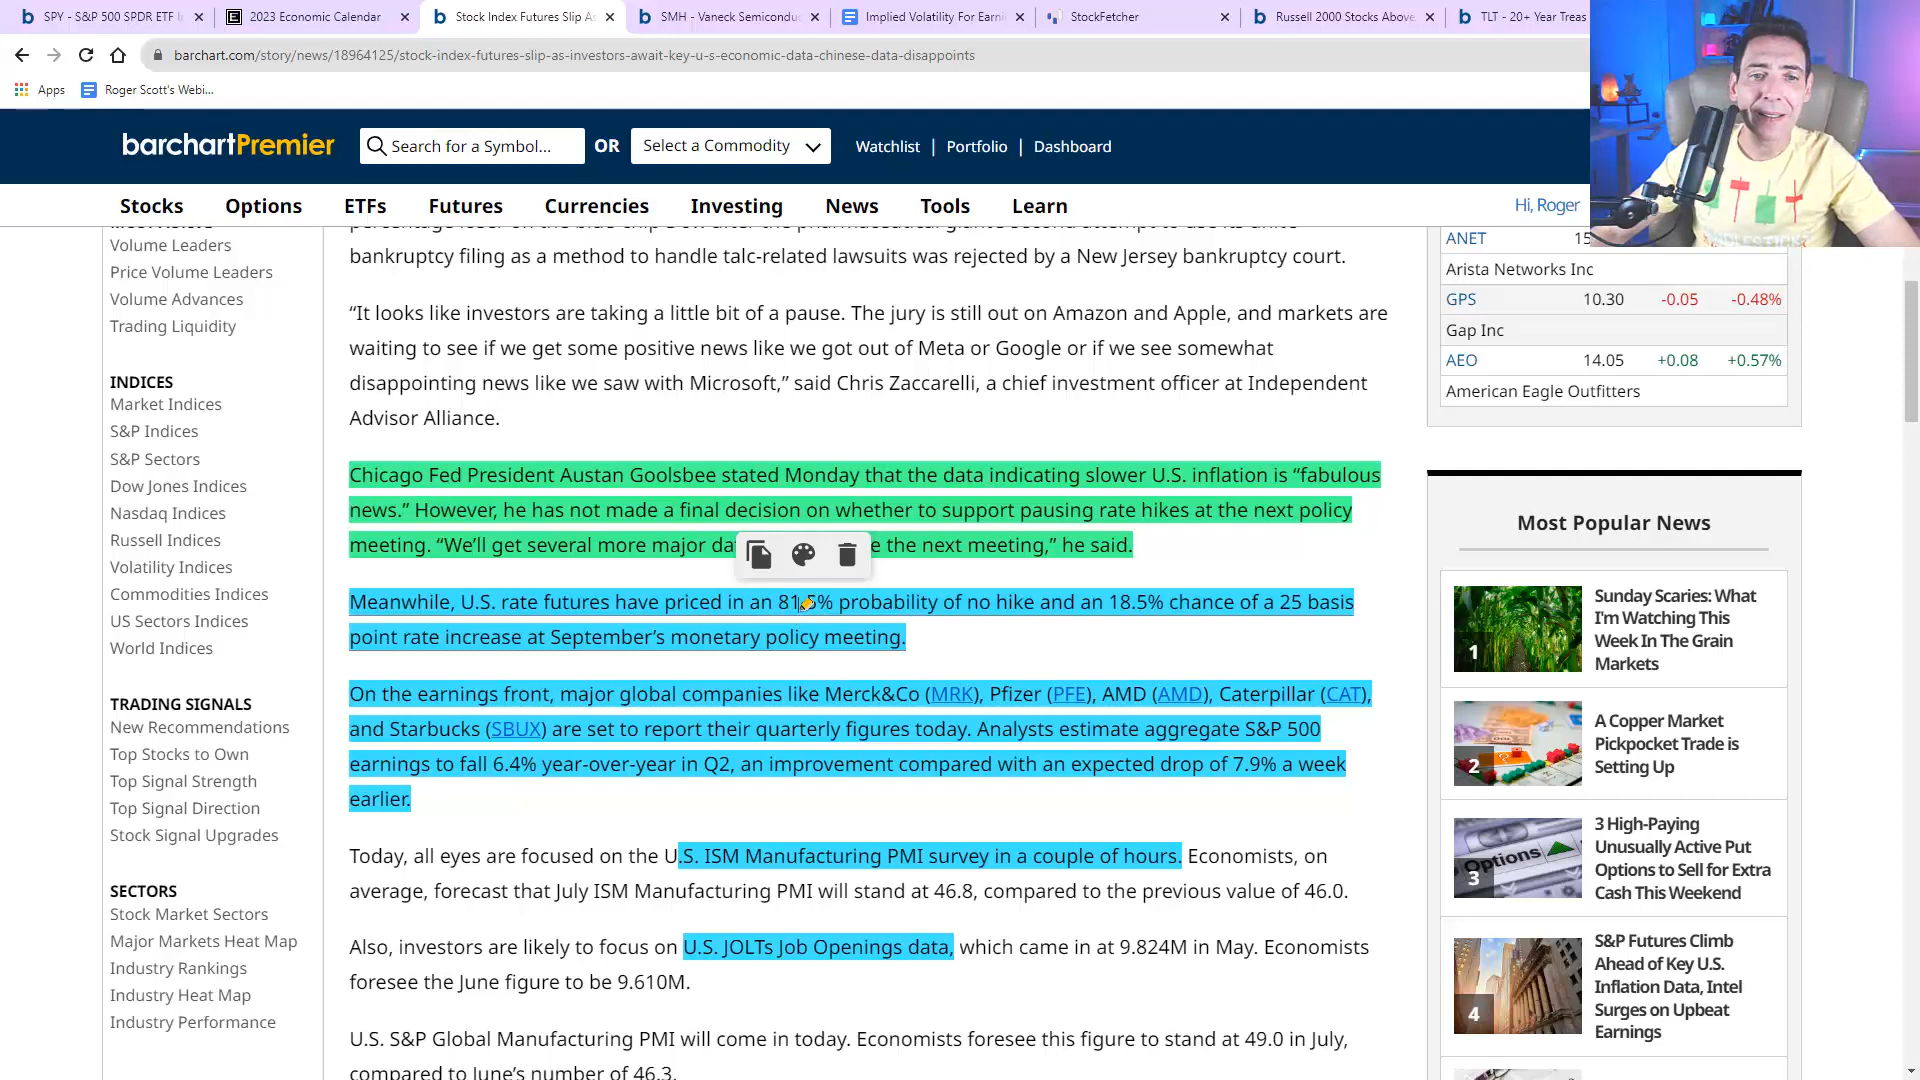 SPY - S&P 500 SPDR ETF
2023 Economic Calendar
Stock Index Futures Slip As
SMH - Vaneck Semicondu
Implied Volatility For Earni
StockFetcher
Russell 2000 Stocks Above
TLT - 20+ Year Treas
barchart.com/story/news/18964125/stock-index-futures-slip-as-investors-await-key-u-s-economic-data-chinese-data-disappoints
Apps
Roger Scott's Webi...
barchartPremier
Search for a Symbol...
OR
Select a Commodity
Watchlist | Portfolio | Dashboard
Stocks
Options
ETFs
Futures
Currencies
Investing
News
Tools
Learn
Hi, Roger
Volume Leaders
Price Volume Leaders
Volume Advances
Trading Liquidity
INDICES
Market Indices
S&P Indices
S&P Sectors
Dow Jones Indices
Nasdaq Indices
Russell Indices
Volatility Indices
Commodities Indices
US Sectors Indices
World Indices
TRADING SIGNALS
New Recommendations
Top Stocks to Own
Top Signal Strength
Top Signal Direction
Stock Signal Upgrades
SECTORS
Stock Market Sectors
Major Markets Heat Map
Industry Rankings
Industry Heat Map
Industry Performance
bankruptcy filing as a method to handle talc-related lawsuits was rejected by a New Jersey bankruptcy court.
“It looks like investors are taking a little bit of a pause. The jury is still out on Amazon and Apple, and markets are
waiting to see if we get some positive news like we got out of Meta or Google or if we see somewhat
disappointing news like we saw with Microsoft,” said Chris Zaccarelli, a chief investment officer at Independent
Advisor Alliance.
Chicago Fed President Austan Goolsbee stated Monday that the data indicating slower U.S. inflation is “fabulous
news.” However, he has not made a final decision on whether to support pausing rate hikes at the next policy
meeting. “We’ll get several more major da e the next meeting,” he said.
Meanwhile, U.S. rate futures have priced in an 81.5% probability of no hike and an 18.5% chance of a 25 basis
point rate increase at September’s monetary policy meeting.
On the earnings front, major global companies like Merck&Co (MRK), Pfizer (PFE), AMD (AMD), Caterpillar (CAT),
and Starbucks (SBUX) are set to report their quarterly figures today. Analysts estimate aggregate S&P 500
earnings to fall 6.4% year-over-year in Q2, an improvement compared with an expected drop of 7.9% a week
earlier.
Today, all eyes are focused on the U.S. ISM Manufacturing PMI survey in a couple of hours. Economists, on
average, forecast that July ISM Manufacturing PMI will stand at 46.8, compared to the previous value of 46.0.
Also, investors are likely to focus on U.S. JOLTs Job Openings data, which came in at 9.824M in May. Economists
foresee the June figure to be 9.610M.
U.S. S&P Global Manufacturing PMI will come in today. Economists foresee this figure to stand at 49.0 in July,
compared to June’s number of 46.3.
ANET 15
Arista Networks Inc
GPS 10.30 -0.05 -0.48%
Gap Inc
AEO 14.05 +0.08 +0.57%
American Eagle Outfitters
Most Popular News
1
Sunday Scaries: What
I'm Watching This
Week In The Grain
Markets
2
A Copper Market
Pickpocket Trade is
Setting Up
Options
3
3 High-Paying
Unusually Active Put
Options to Sell for Extra
Cash This Weekend
4
S&P Futures Climb
Ahead of Key U.S.
Inflation Data, Intel
Surges on Upbeat
Earnings